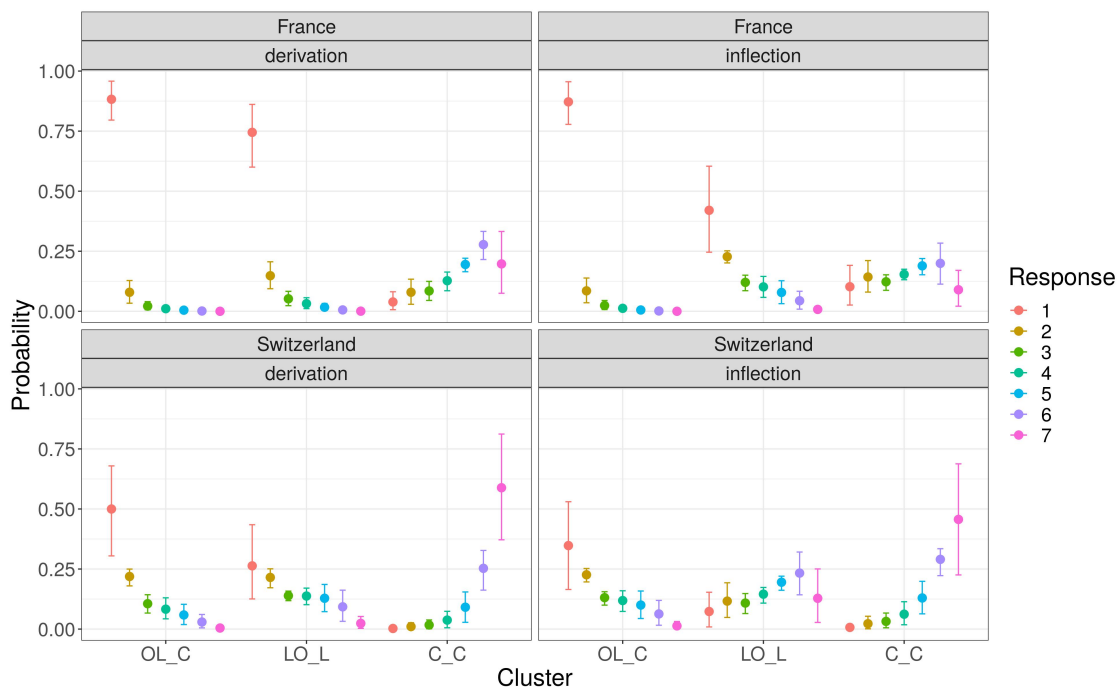 France
France
derivation
inflection
1.00
0.75
0.50
0.25
0.00
Switzerland
Switzerland
derivation
inflection
1.00
0.75
0.50
0.25
0.00
OL_C
LO_L
C_C
OL_C
LO_L
C_C
Cluster
Probability
Response
1
2
3
4
5
6
7